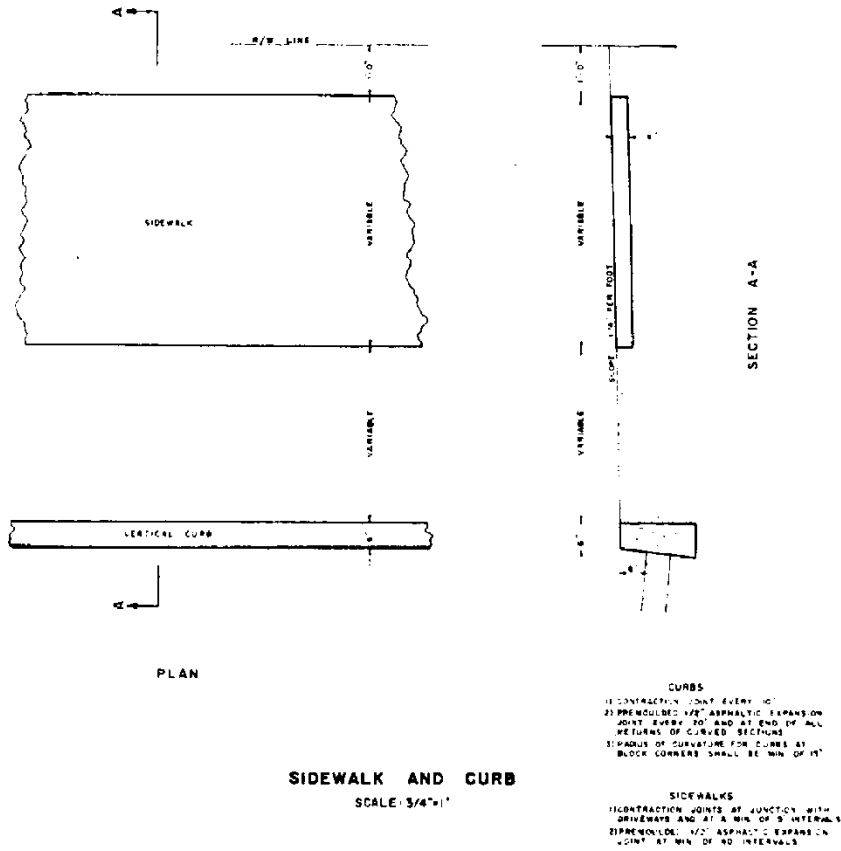 A
R/W LINE
1'0"
1'0"
SIDEWALK
VARIABLE
VARIABLE
SLOPE 1/8" PER FOOT
SECTION A-A
VARIABLE
VARIABLE
VERTICAL CURB
6"
A
PLAN
CURBS
1) CONTRACTION JOINT EVERY 10'
2) PREMOULDED 1/2" ASPHALTIC EXPANSION
JOINT EVERY 20' AND AT END OF ALL
RETURNS OF CURVED SECTIONS
3) RADIUS OF CURVATURE FOR CURBS AT
BLOCK CORNERS SHALL BE MIN OF 15'
SIDEWALK AND CURB
SCALE: 3/4"=1'
SIDEWALKS
1) CONTRACTION JOINTS AT JUNCTION WITH
DRIVEWAYS AND AT A MIN OF 5' INTERVALS
2) PREMOULDED 1/2" ASPHALTIC EXPANSION
JOINT AT MIN OF 40' INTERVALS